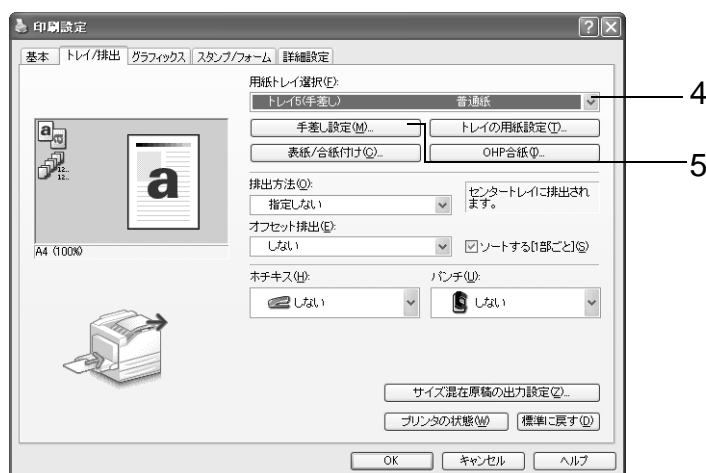 印刷設定
基本 トレイ/排出 グラフィックス スタンプ/フォーム 詳細設定
用紙トレイ選択(F):
トレイ5(手差し) 普通紙
4
手差し設定(M)... トレイの用紙設定(T)...
表紙/合紙付け(C)... OHP合紙(I)...
5
a
a
12..
12..
a
排出方法(O):
指定しない
センタートレイに排出され
ます。
オフセット排出(E):
しない
ソートする[1部ごと](S)
A4 (100%)
ホチキス(H): パンチ(U):
しない しない
サイズ混在原稿の出力設定(Z)...
プリンタの状態(W) 標準に戻す(D)
OK キャンセル ヘルプ